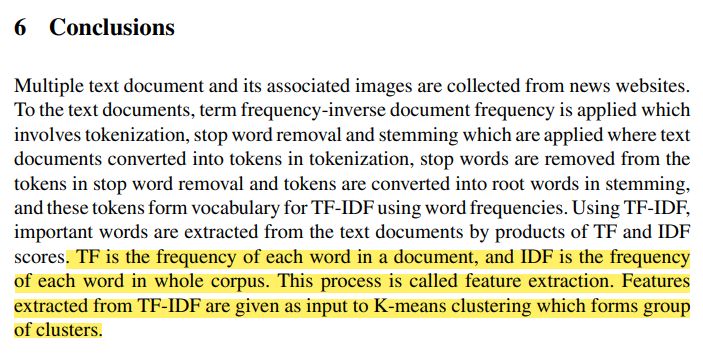 6 Conclusions
Multiple text document and its associated images are collected from news websites.
To the text documents, term frequency-inverse document frequency is applied which
involves tokenization, stop word removal and stemming which are applied where text
documents converted into tokens in tokenization, stop words are removed from the
tokens in stop word removal and tokens are converted into root words in stemming,
and these tokens form vocabulary for TF-IDF using word frequencies. Using TF-IDF,
important words are extracted from the text documents by products of TF and IDF
scores. TF is the frequency of each word in a document, and IDF is the frequency
of each word in whole corpus. This process is called feature extraction. Features
extracted from TF-IDF are given as input to K-means clustering which forms group
of clusters.